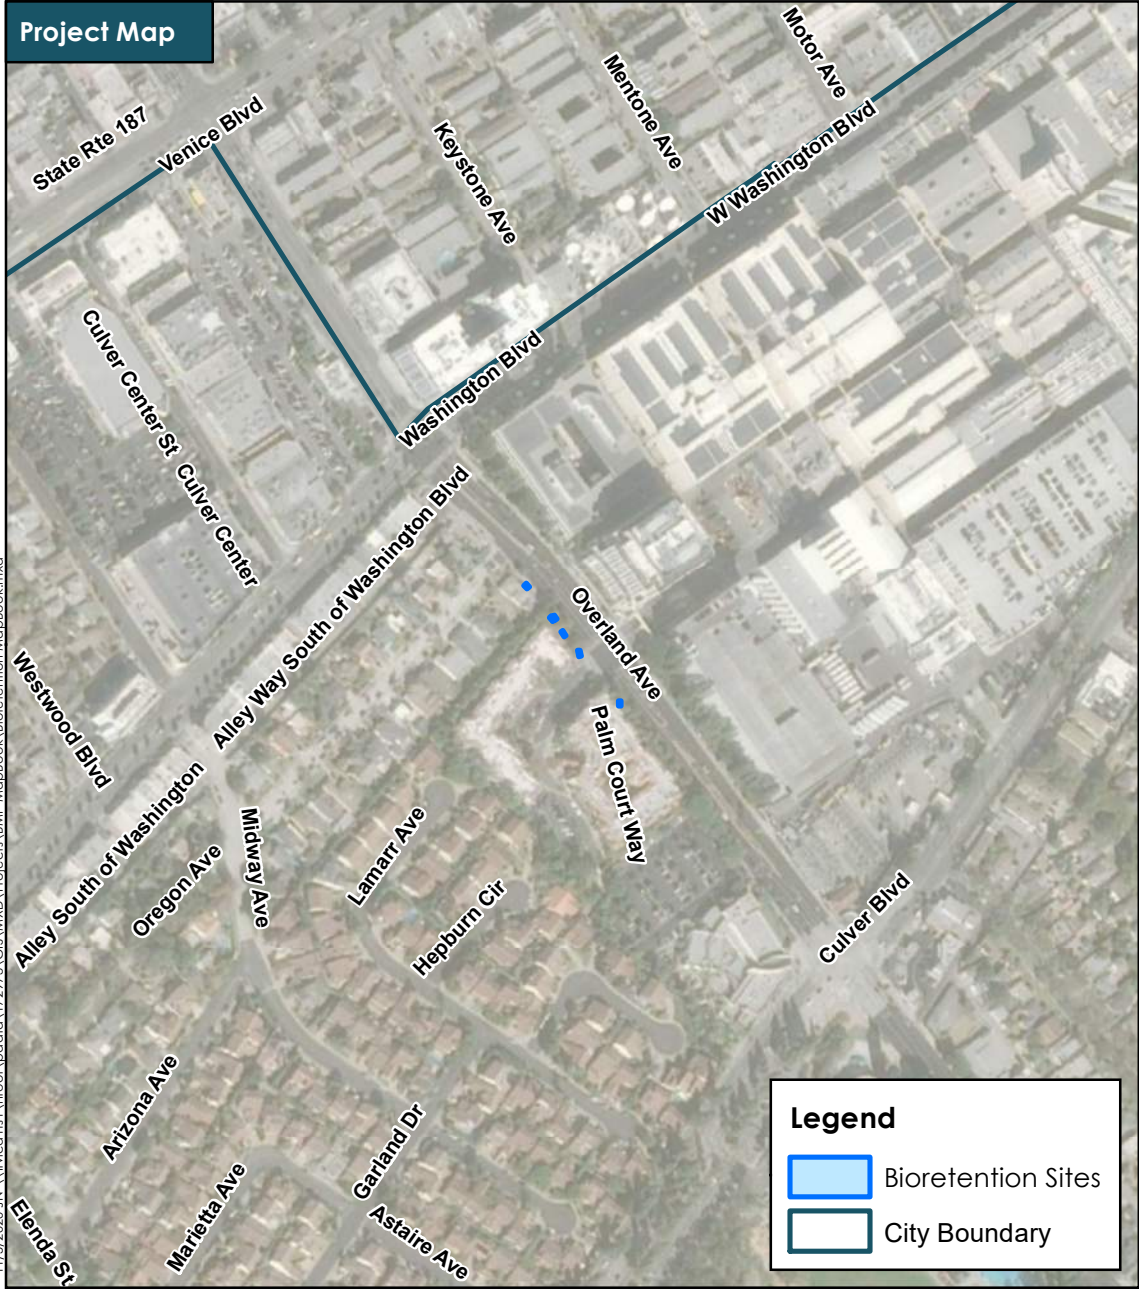 Project Map
Motor Ave
Mentone Ave
State Rte 187
Venice Blvd
Keystone Ave
W Washington Blvd
Culver Center St
Washington Blvd
Culver Center
Alley Way South of Washington Blvd
Overland Ave
Westwood Blvd
Palm Court Way
Alley South of Washington
Midway Ave
Lamarr Ave
Oregon Ave
Hepburn Cir
Culver Blvd
Arizona Ave
Garland Dr
Marietta Ave
Elenda St
Astaire Ave
Legend
Bioretention Sites
City Boundary